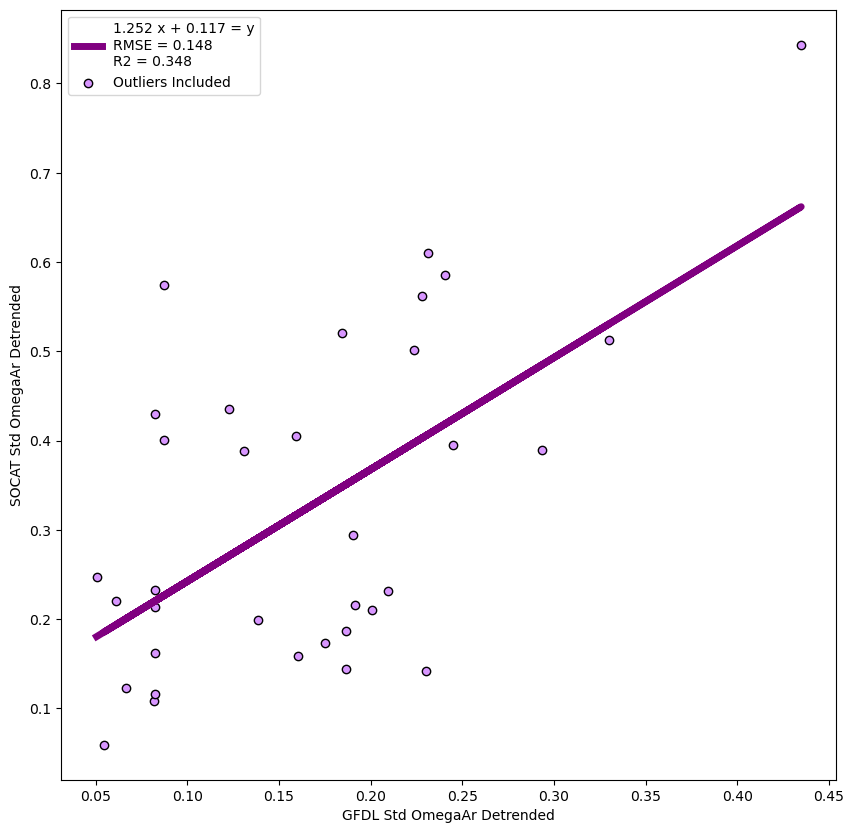 1.252 x + 0.117 = y
RMSE = 0.148
R2 = 0.348
Outliers Included
0.8
0.7
0.6
0.5
0.4
0.3
0.2
0.1
SOCAT Std OmegaAr Detrended
0.05 0.10 0.15 0.20 0.25 0.30 0.35 0.40 0.45
GFDL Std OmegaAr Detrended